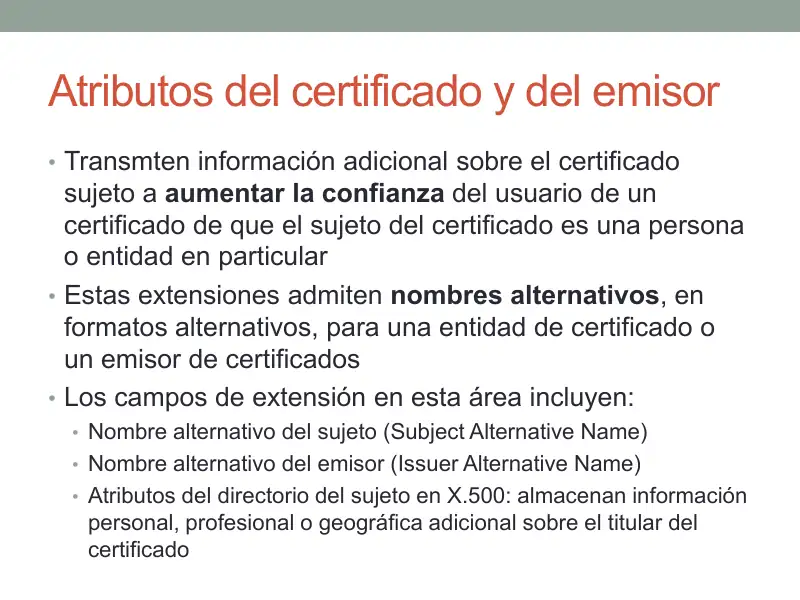 Atributos del certificado y del emisor
• Transmten información adicional sobre el certificado
sujeto a aumentar la confianza del usuario de un
certificado de que el sujeto del certificado es una persona
o entidad en particular
• Estas extensiones admiten nombres alternativos, en
formatos alternativos, para una entidad de certificado o
un emisor de certificados
• Los campos de extensión en esta área incluyen:
• Nombre alternativo del sujeto (Subject Alternative Name)
• Nombre alternativo del emisor (Issuer Alternative Name)
• Atributos del directorio del sujeto en X.500: almacenan información
personal, profesional o geográfica adicional sobre el titular del
certificado